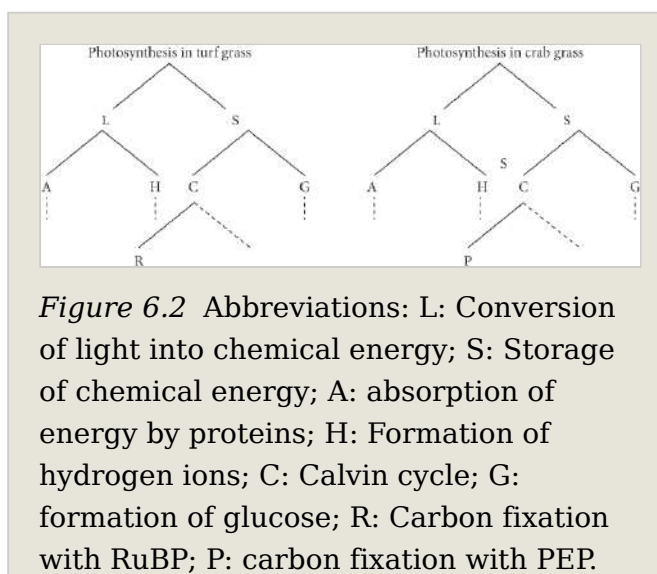 Photosynthesis in turf grass Photosynthesis in crab grass
L S L S
S
A H C G A H C G
R P
Figure 6.2 Abbreviations: L: Conversion
of light into chemical energy; S: Storage
of chemical energy; A: absorption of
energy by proteins; H: Formation of
hydrogen ions; C: Calvin cycle; G:
formation of glucose; R: Carbon fixation
with RuBP; P: carbon fixation with PEP.